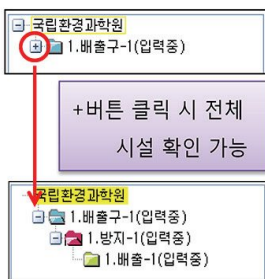 국립환경과학원
1.배출구-1(입력중)
+버튼 클릭 시 전체
시설 확인 가능
국립환경과학원
1.배출구-1(입력중)
1.방지-1(입력중)
1.배출-1(입력중)